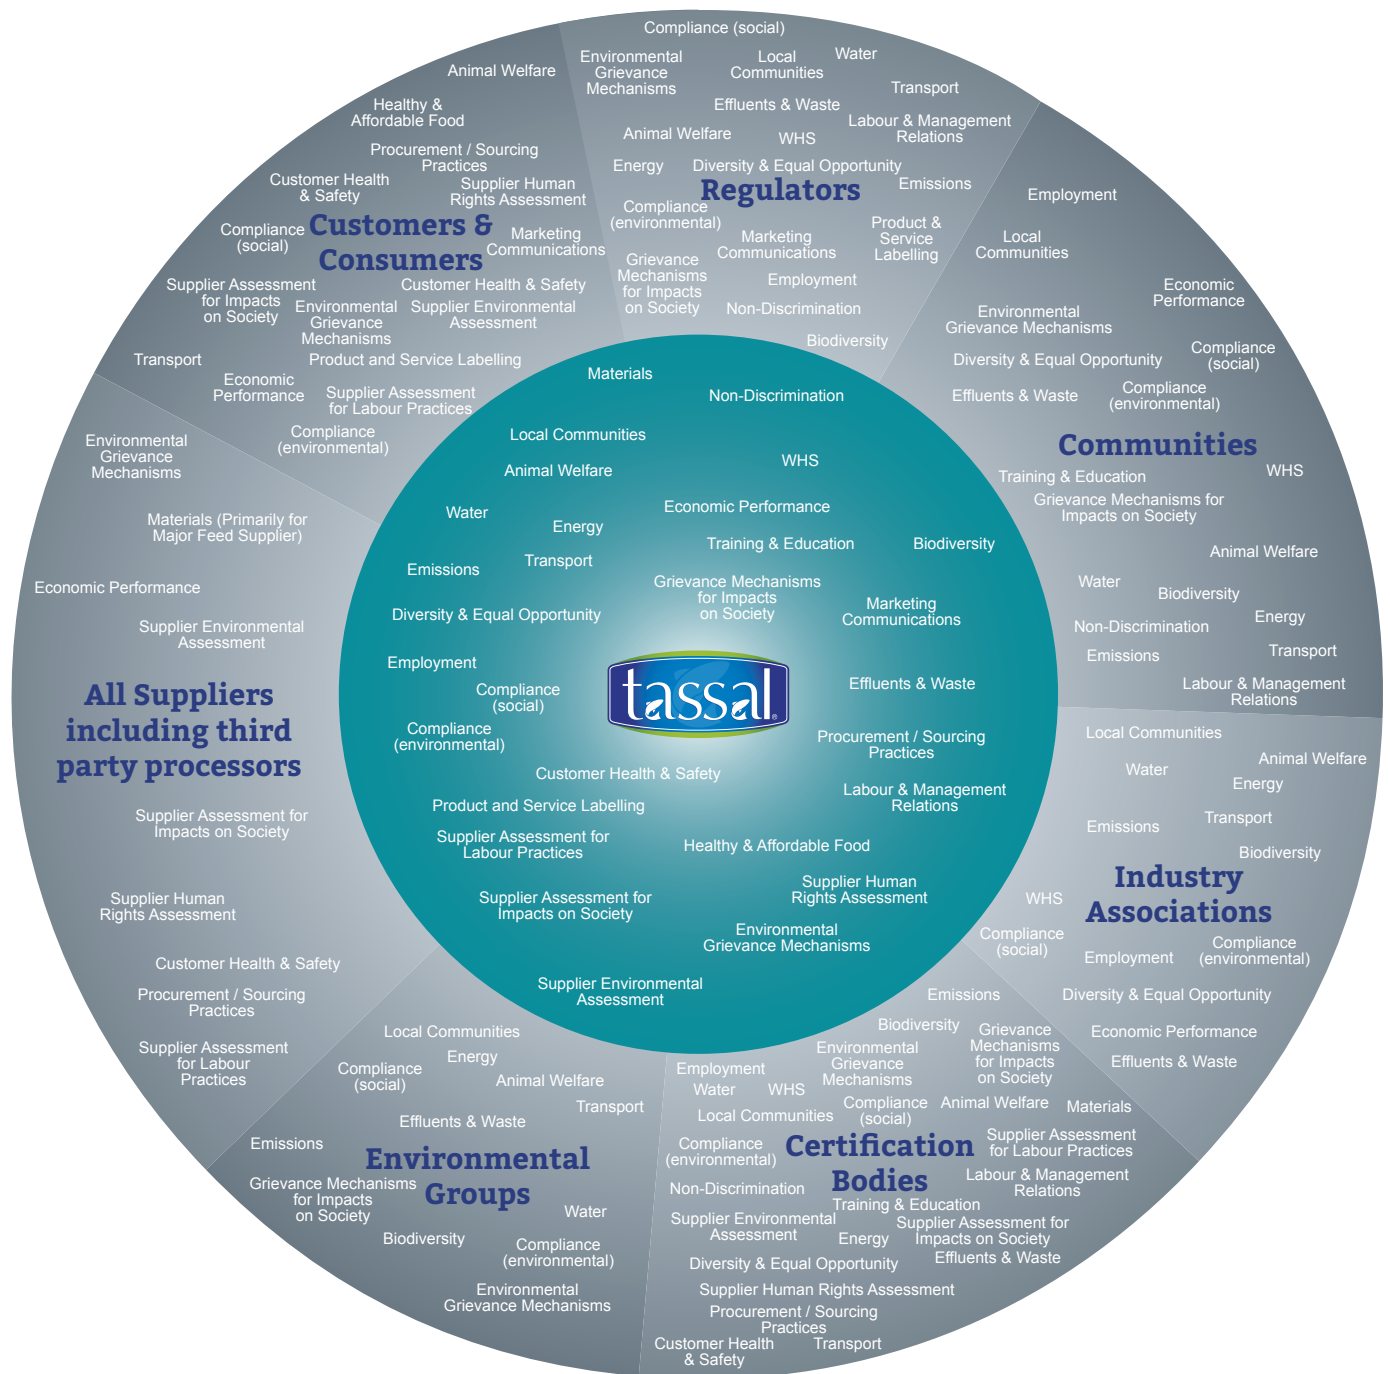 Compliance (social)
Environmental
Grievance
Mechanisms
Local
Communities
Water
Transport
Effluents & Waste
Labour & Management
Relations
Animal Welfare
WHS
Energy
Diversity & Equal Opportunity
Regulators
Emissions
Compliance
(environmental)
Product &
Service
Labelling
Marketing
Communications
Grievance
Mechanisms
for Impacts
on Society
Employment
Non-Discrimination
Biodiversity
Animal Welfare
Healthy &
Affordable Food
Procurement / Sourcing
Practices
Customer Health
& Safety
Supplier Human
Rights Assessment
Compliance
(social)
Customers &
Consumers
Marketing
Communications
Supplier Assessment
for Impacts
on Society
Customer Health & Safety
Environmental
Grievance
Mechanisms
Supplier Environmental
Assessment
Transport
Product and Service Labelling
Economic
Performance
Supplier Assessment
for Labour Practices
Compliance
(environmental)
Employment
Local
Communities
Economic
Performance
Environmental
Grievance Mechanisms
Diversity & Equal Opportunity
Compliance
(social)
Effluents & Waste
Compliance
(environmental)
Communities
Training & Education
WHS
Grievance Mechanisms for
Impacts on Society
Animal Welfare
Water
Biodiversity
Energy
Non-Discrimination
Emissions
Transport
Labour & Management
Relations
Environmental
Grievance
Mechanisms
Materials (Primarily for
Major Feed Supplier)
Economic Performance
Supplier Environmental
Assessment
All Suppliers
including third
party processors
Supplier Assessment for
Impacts on Society
Supplier Human
Rights Assessment
Customer Health & Safety
Procurement / Sourcing
Practices
Supplier Assessment
for Labour
Practices
Materials
Non-Discrimination
Local Communities
WHS
Animal Welfare
Economic Performance
Water
Energy
Training & Education
Biodiversity
Transport
Emissions
Grievance Mechanisms
for Impacts
on Society
Marketing
Communications
Diversity & Equal Opportunity
Employment
Compliance
(social)
tassal®
Effluents & Waste
Compliance
(environmental)
Procurement / Sourcing
Practices
Customer Health & Safety
Labour & Management
Relations
Product and Service Labelling
Supplier Assessment for
Labour Practices
Healthy & Affordable Food
Supplier Human
Rights Assessment
Supplier Assessment for
Impacts on Society
Environmental
Grievance Mechanisms
Supplier Environmental
Assessment
Local Communities
Animal Welfare
Water
Energy
Transport
Emissions
Biodiversity
Industry
Associations
WHS
Compliance
(social)
Employment
Compliance
(environmental)
Diversity & Equal Opportunity
Economic Performance
Effluents & Waste
Local Communities
Energy
Compliance
(social)
Animal Welfare
Transport
Effluents & Waste
Emissions
Environmental
Groups
Grievance Mechanisms
for Impacts
on Society
Water
Biodiversity
Compliance
(environmental)
Environmental
Grievance Mechanisms
Emissions
Biodiversity
Grievance
Mechanisms
for Impacts
on Society
Environmental
Grievance
Mechanisms
Employment
Water
WHS
Compliance
(social)
Animal Welfare
Materials
Local Communities
Supplier Assessment
for Labour Practices
Compliance
(environmental)
Certification
Bodies
Labour & Management
Relations
Non-Discrimination
Training & Education
Supplier Environmental
Assessment
Supplier Assessment for
Impacts on Society
Energy
Effluents & Waste
Diversity & Equal Opportunity
Supplier Human Rights Assessment
Procurement / Sourcing
Practices
Customer Health
& Safety
Transport